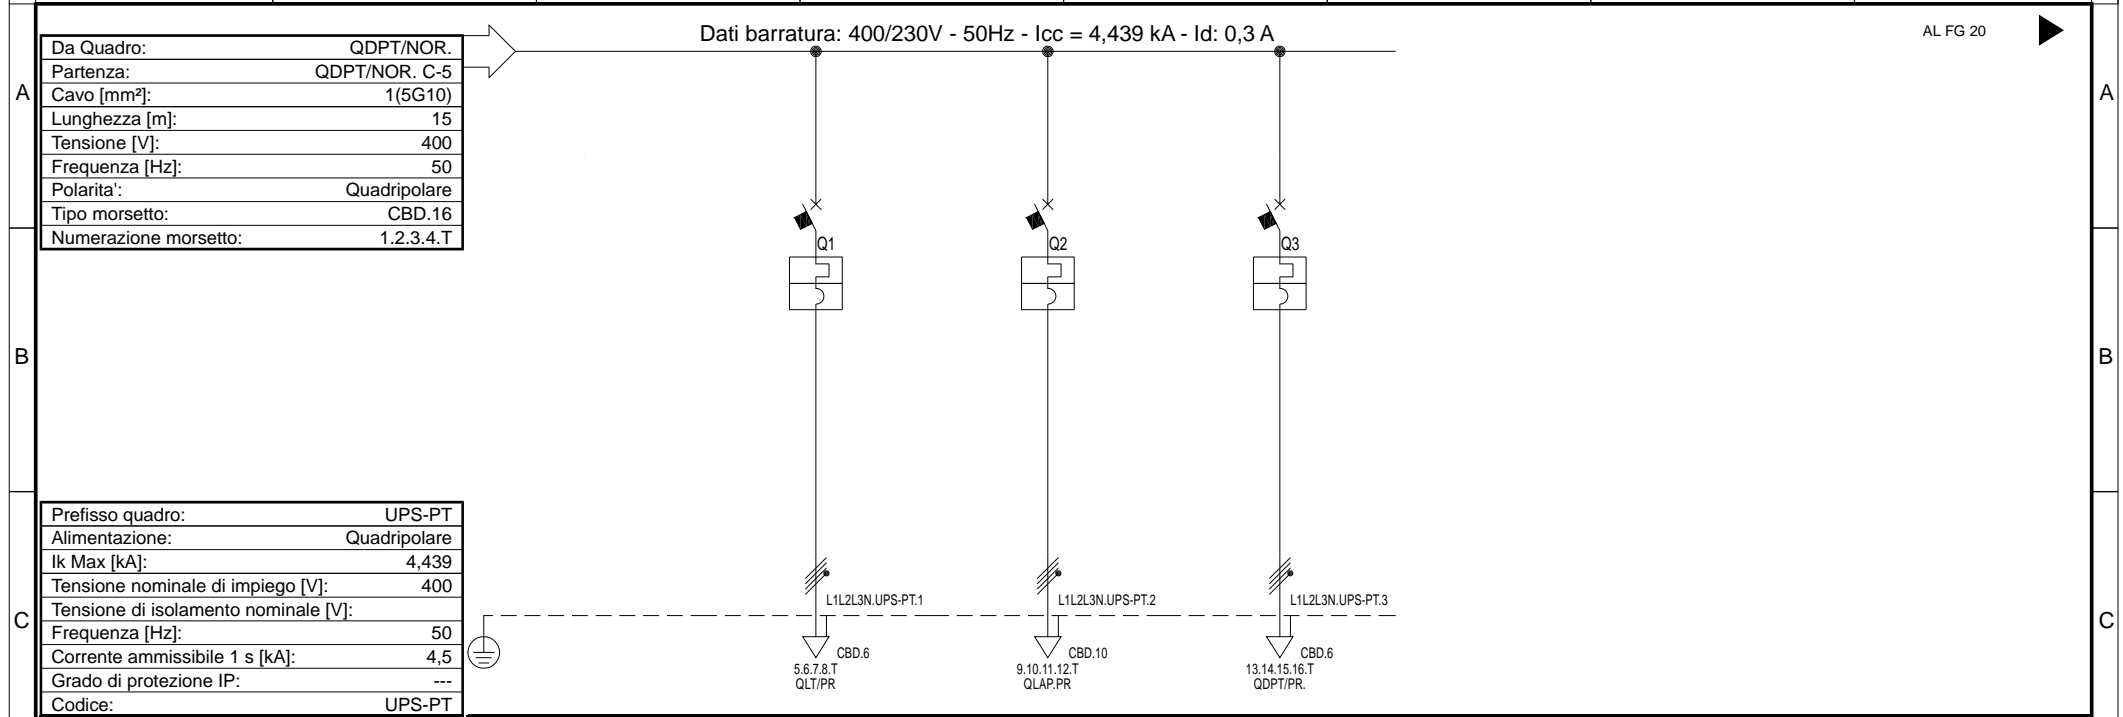 Dati barratura: 400/230V - 50Hz - Icc = 4,439 kA - Id: 0,3 A
AL FG 20
Da Quadro: QDPT/NOR.
Partenza: QDPT/NOR. C-5
Cavo [mm²]: 1(5G10)
Lunghezza [m]: 15
Tensione [V]: 400
Frequenza [Hz]: 50
Polarita': Quadripolare
Tipo morsetto: CBD.16
Numerazione morsetto: 1.2.3.4.T
A
A
Q1
Q2
Q3
B
B
Prefisso quadro: UPS-PT
Alimentazione: Quadripolare
Ik Max [kA]: 4,439
Tensione nominale di impiego [V]: 400
Tensione di isolamento nominale [V]:
Frequenza [Hz]: 50
Corrente ammissibile 1 s [kA]: 4,5
Grado di protezione IP: ---
Codice: UPS-PT
C
C
L1L2L3N.UPS-PT.1
L1L2L3N.UPS-PT.2
L1L2L3N.UPS-PT.3
CBD.6
CBD.10
CBD.6
5.6.7.8.T
9.10.11.12.T
13.14.15.16.T
QLT/PR
QLAP.PR
QDPT/PR.